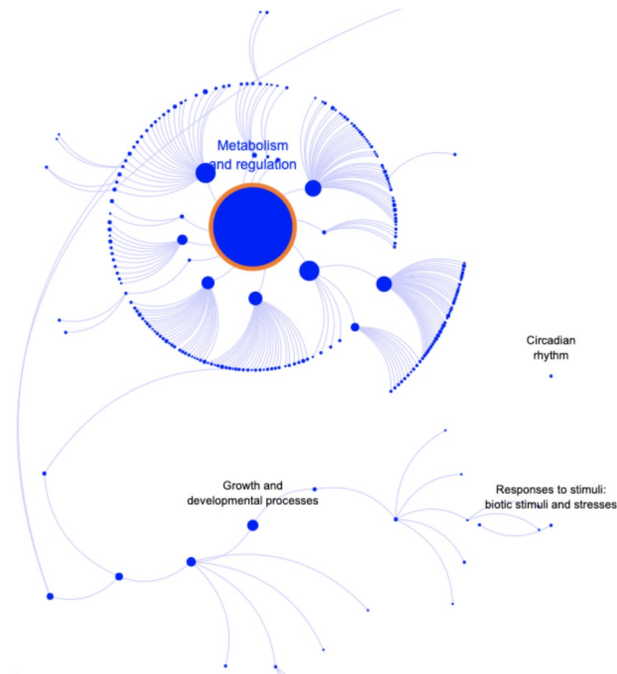 Metabolism
and regulation
Circadian
rhythm
Growth and
developmental processes
Responses to stimuli:
biotic stimuli and stresses